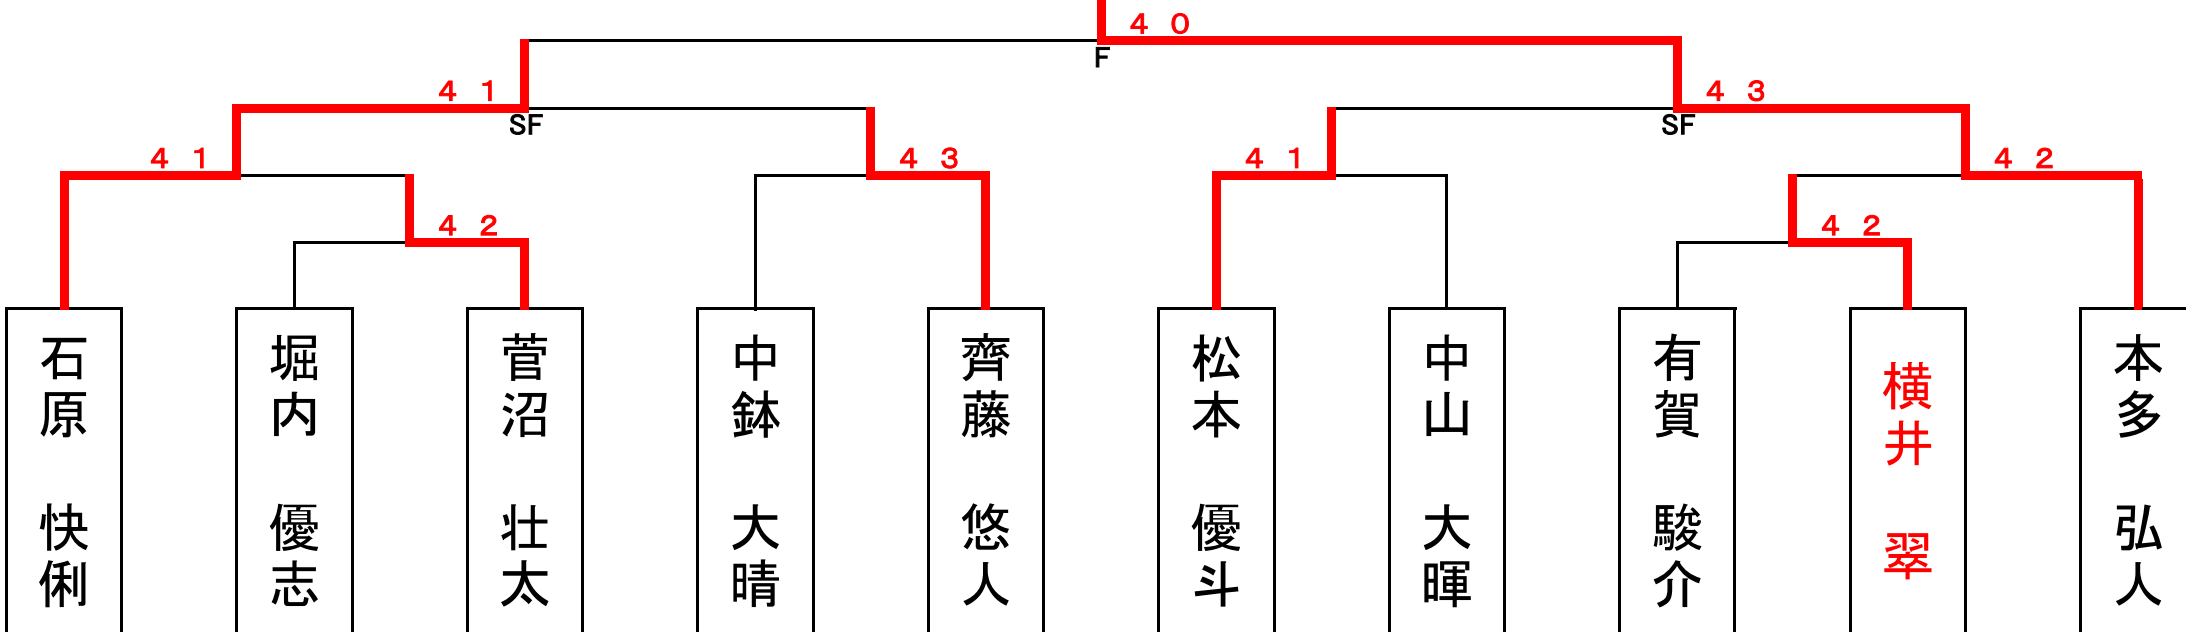 ４ ０
F
４ １
４ ３
SF
SF
４ １
４ ３
４ １
４ ２
４ ２
４ ２
石原 快俐
堀内 優志
菅沼 壮太
中鉢 大晴
齊藤 悠人
松本 優斗
中山 大暉
有賀 駿介
横井 翠
本多 弘人